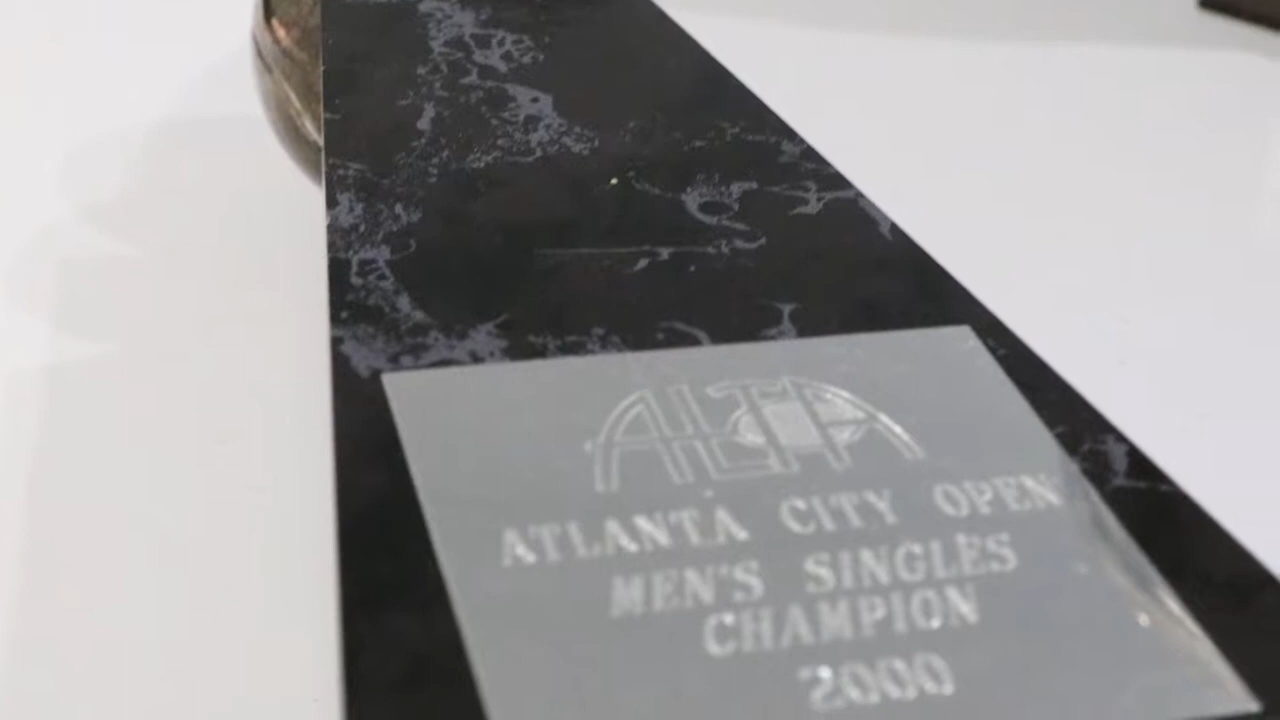 ALTA
ATLANTA CITY OPEN
MEN'S SINGLES
CHAMPION
2000